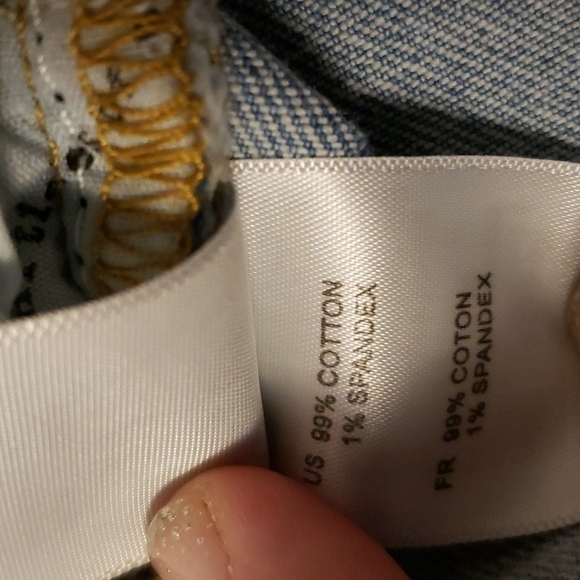 US 99% COTTON
1% SPANDEX
FR 99% COTON
1% SPANDEX